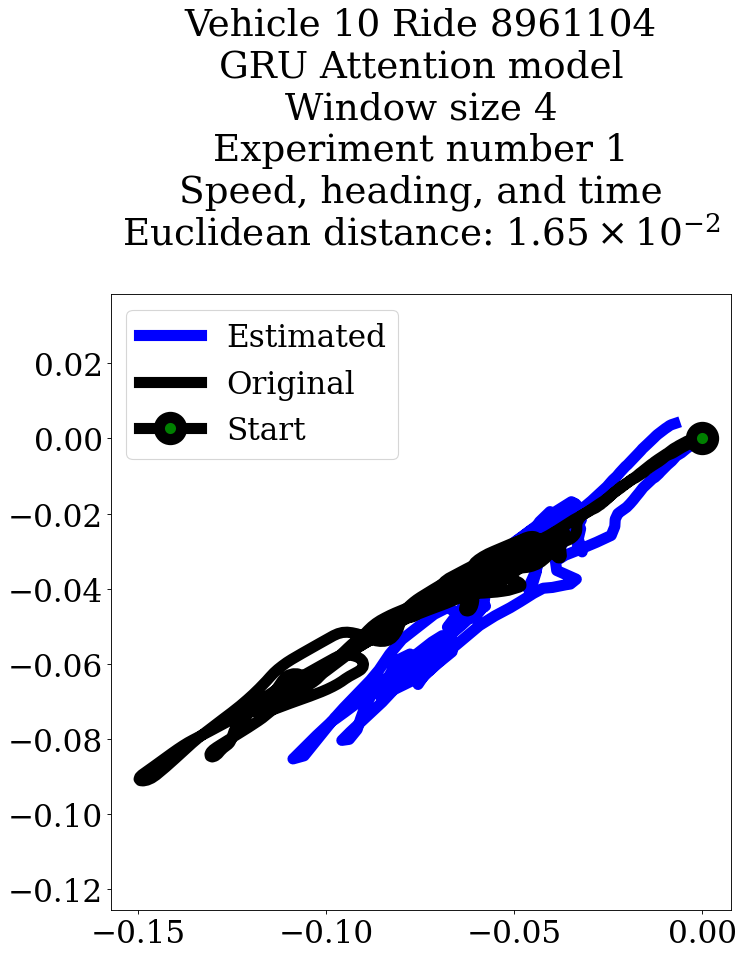 Vehicle 10 Ride 8961104
GRU Attention model
Window size 4
Experiment number 1
Speed, heading, and time
Euclidean distance: 1.65 × 10⁻²
Estimated
Original
Start
0.02
0.00
−0.02
−0.04
−0.06
−0.08
−0.10
−0.12
−0.15 −0.10 −0.05 0.00